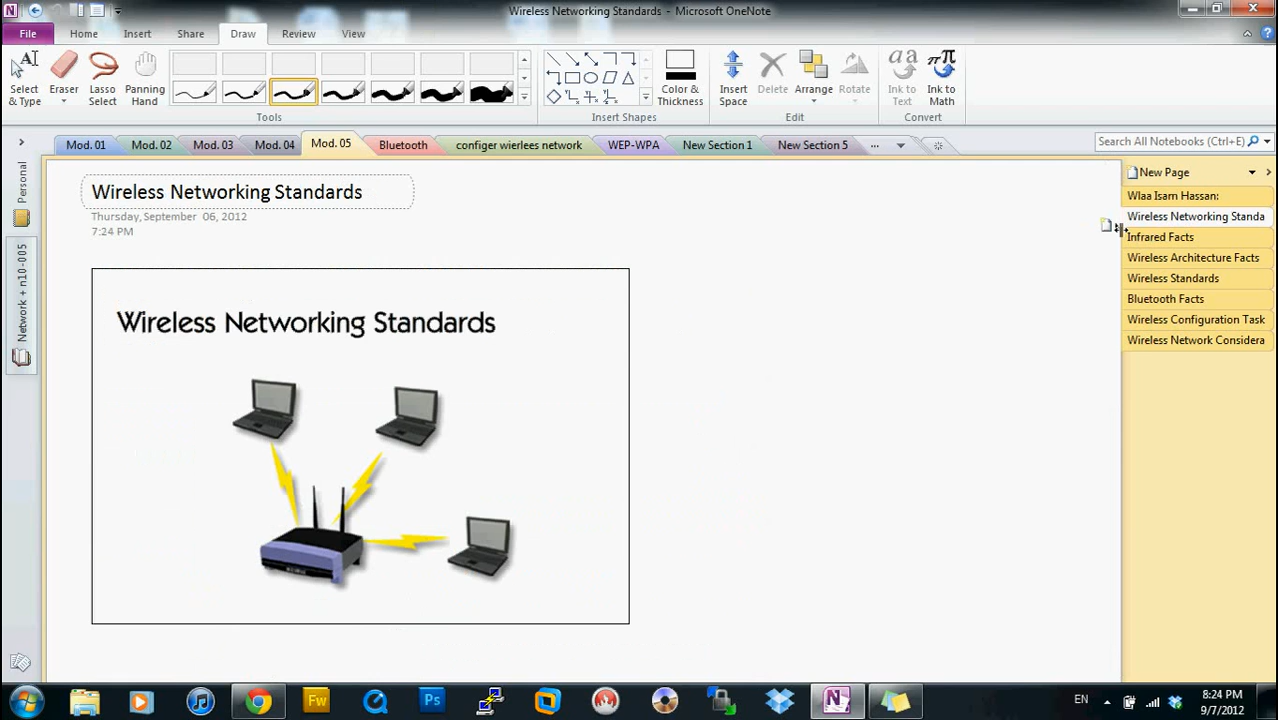 Wireless Networking Standards - Microsoft OneNote
File
Home
Insert
Share
Draw
Review
View
Select & Type
Eraser
Lasso Select
Panning Hand
Color & Thickness
Insert Space
Delete
Arrange
Rotate
Ink to Text
Ink to Math
Tools
Insert Shapes
Edit
Convert
Mod. 01
Mod. 02
Mod. 03
Mod. 04
Mod. 05
Bluetooth
configer wierlees network
WEP-WPA
New Section 1
New Section 5
...
Search All Notebooks (Ctrl+E)
Personal
Network + n10-005
Wireless Networking Standards
Thursday, September 06, 2012
7:24 PM
Wireless Networking Standards
New Page
Wlaa Isam Hassan:
Wireless Networking Standa
Infrared Facts
Wireless Architecture Facts
Wireless Standards
Bluetooth Facts
Wireless Configuration Task
Wireless Network Considera
Fw
Ps
EN
8:24 PM
9/7/2012